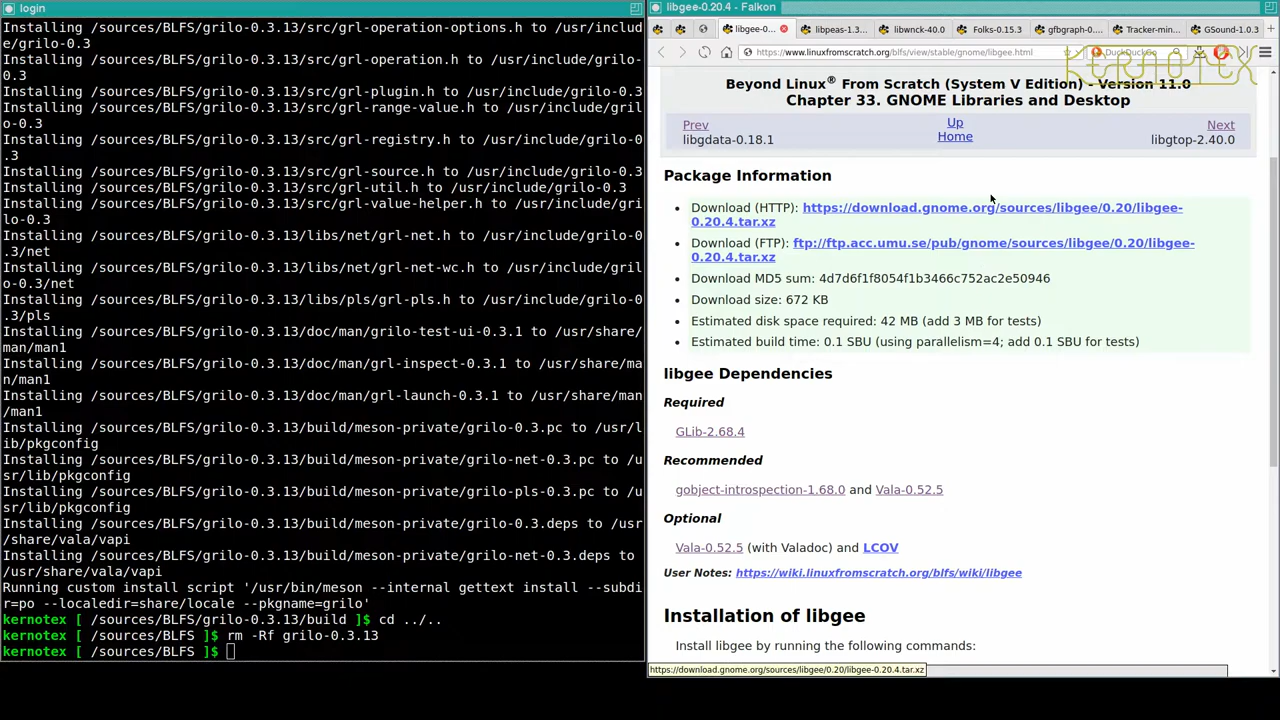 login
Installing /sources/BLFS/grilo-0.3.13/src/grl-operation-options.h to /usr/includ
e/grilo-0.3
Installing /sources/BLFS/grilo-0.3.13/src/grl-operation.h to /usr/include/grilo-
0.3
Installing /sources/BLFS/grilo-0.3.13/src/grl-plugin.h to /usr/include/grilo-0.3
Installing /sources/BLFS/grilo-0.3.13/src/grl-range-value.h to /usr/include/gril
o-0.3
Installing /sources/BLFS/grilo-0.3.13/src/grl-registry.h to /usr/include/grilo-0
.3
Installing /sources/BLFS/grilo-0.3.13/src/grl-source.h to /usr/include/grilo-0.3
Installing /sources/BLFS/grilo-0.3.13/src/grl-util.h to /usr/include/grilo-0.3
Installing /sources/BLFS/grilo-0.3.13/src/grl-value-helper.h to /usr/include/gri
lo-0.3
Installing /sources/BLFS/grilo-0.3.13/libs/net/grl-net.h to /usr/include/grilo-0
.3/net
Installing /sources/BLFS/grilo-0.3.13/libs/net/grl-net-wc.h to /usr/include/gril
o-0.3/net
Installing /sources/BLFS/grilo-0.3.13/libs/pls/grl-pls.h to /usr/include/grilo-0
.3/pls
Installing /sources/BLFS/grilo-0.3.13/doc/man/grilo-test-ui-0.3.1 to /usr/share/
man/man1
Installing /sources/BLFS/grilo-0.3.13/doc/man/grl-inspect-0.3.1 to /usr/share/ma
n/man1
Installing /sources/BLFS/grilo-0.3.13/doc/man/grl-launch-0.3.1 to /usr/share/man
/man1
Installing /sources/BLFS/grilo-0.3.13/build/meson-private/grilo-0.3.pc to /usr/l
ib/pkgconfig
Installing /sources/BLFS/grilo-0.3.13/build/meson-private/grilo-net-0.3.pc to /u
sr/lib/pkgconfig
Installing /sources/BLFS/grilo-0.3.13/build/meson-private/grilo-pls-0.3.pc to /u
sr/lib/pkgconfig
Installing /sources/BLFS/grilo-0.3.13/build/meson-private/grilo-0.3.deps to /usr
/share/vala/vapi
Installing /sources/BLFS/grilo-0.3.13/build/meson-private/grilo-net-0.3.deps to
/usr/share/vala/vapi
Running custom install script '/usr/bin/meson --internal gettext install --subdi
r=po --localedir=share/locale --pkgname=grilo'
kernotex [ /sources/BLFS/grilo-0.3.13/build ]$ cd ../..
kernotex [ /sources/BLFS ]$ rm -Rf grilo-0.3.13
kernotex [ /sources/BLFS ]$
libgee-0.20.4 - Falkon
libgee-0... libpeas-1.3... libwnck-40.0 Folks-0.15.3 gfbgraph-0.... Tracker-min... GSound-1.0.3
https://www.linuxfromscratch.org/blfs/view/stable/gnome/libgee.html DuckDuckGo
KERNOTEX
Beyond Linux® From Scratch (System V Edition) - Version 11.0
Chapter 33. GNOME Libraries and Desktop
Prev Up Next
libgdata-0.18.1 Home libgtop-2.40.0
Package Information
Download (HTTP): https://download.gnome.org/sources/libgee/0.20/libgee-
0.20.4.tar.xz
Download (FTP): ftp://ftp.acc.umu.se/pub/gnome/sources/libgee/0.20/libgee-
0.20.4.tar.xz
Download MD5 sum: 4d7d6f1f8054f1b3466c752ac2e50946
Download size: 672 KB
Estimated disk space required: 42 MB (add 3 MB for tests)
Estimated build time: 0.1 SBU (using parallelism=4; add 0.1 SBU for tests)
libgee Dependencies
Required
GLib-2.68.4
Recommended
gobject-introspection-1.68.0 and Vala-0.52.5
Optional
Vala-0.52.5 (with Valadoc) and LCOV
User Notes: https://wiki.linuxfromscratch.org/blfs/wiki/libgee
Installation of libgee
Install libgee by running the following commands:
https://download.gnome.org/sources/libgee/0.20/libgee-0.20.4.tar.xz